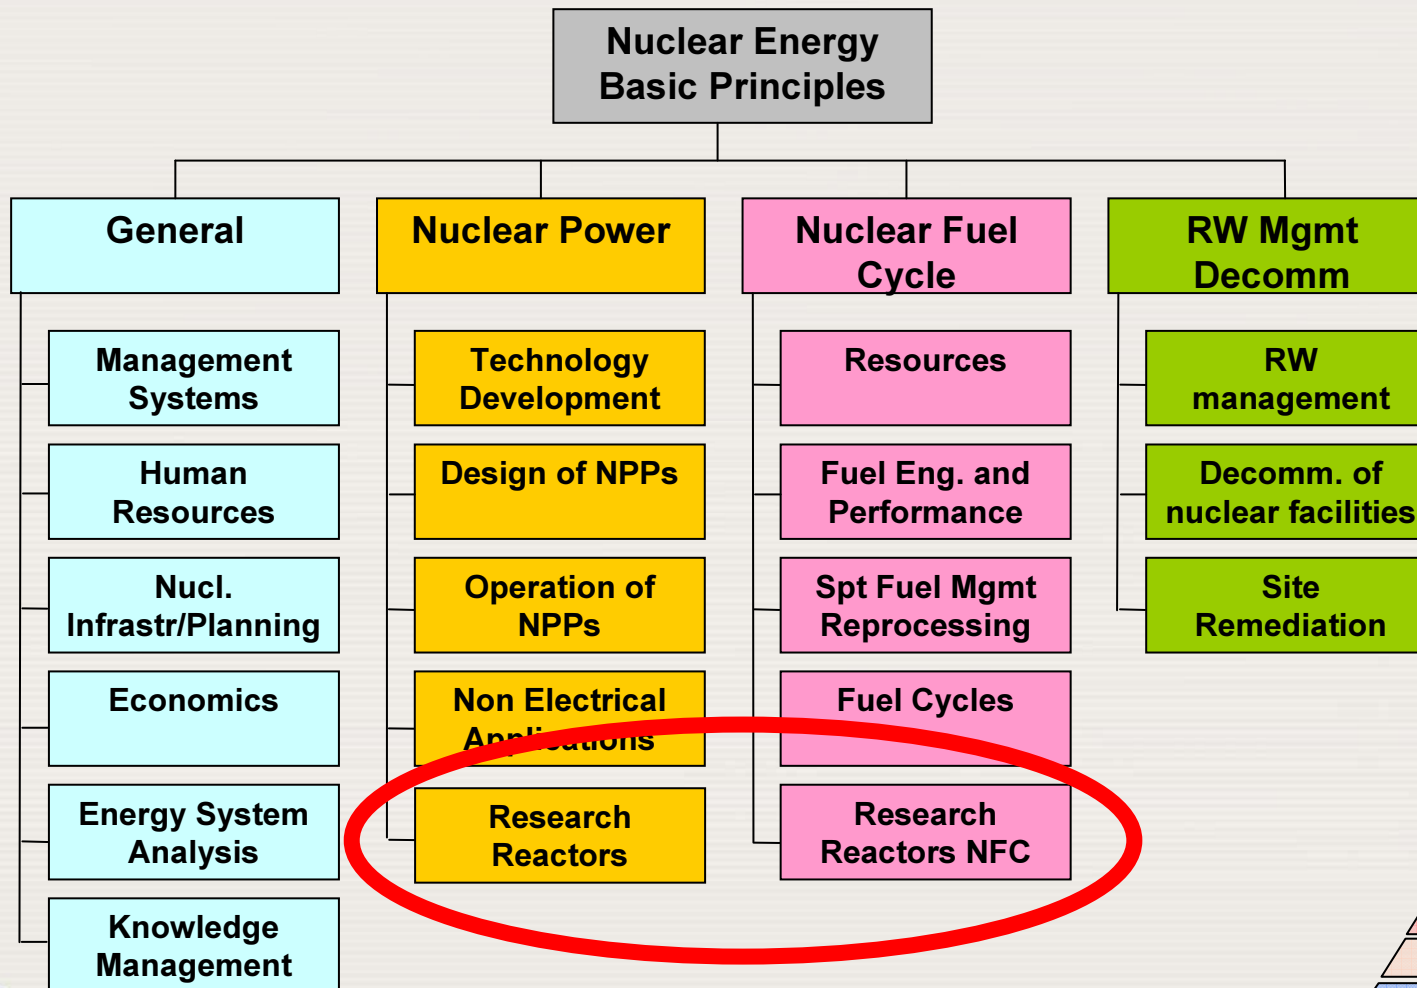 Nuclear Energy
Basic Principles
General
Nuclear Power
Nuclear Fuel
Cycle
RW Mgmt
Decomm
Management
Systems
Human
Resources
Nucl.
Infrastr/Planning
Economics
Energy System
Analysis
Knowledge
Management
Technology
Development
Design of NPPs
Operation of
NPPs
Non Electrical
Applications
Research
Reactors
Resources
Fuel Eng. and
Performance
Spt Fuel Mgmt
Reprocessing
Fuel Cycles
Research
Reactors NFC
RW
management
Decomm. of
nuclear facilities
Site
Remediation